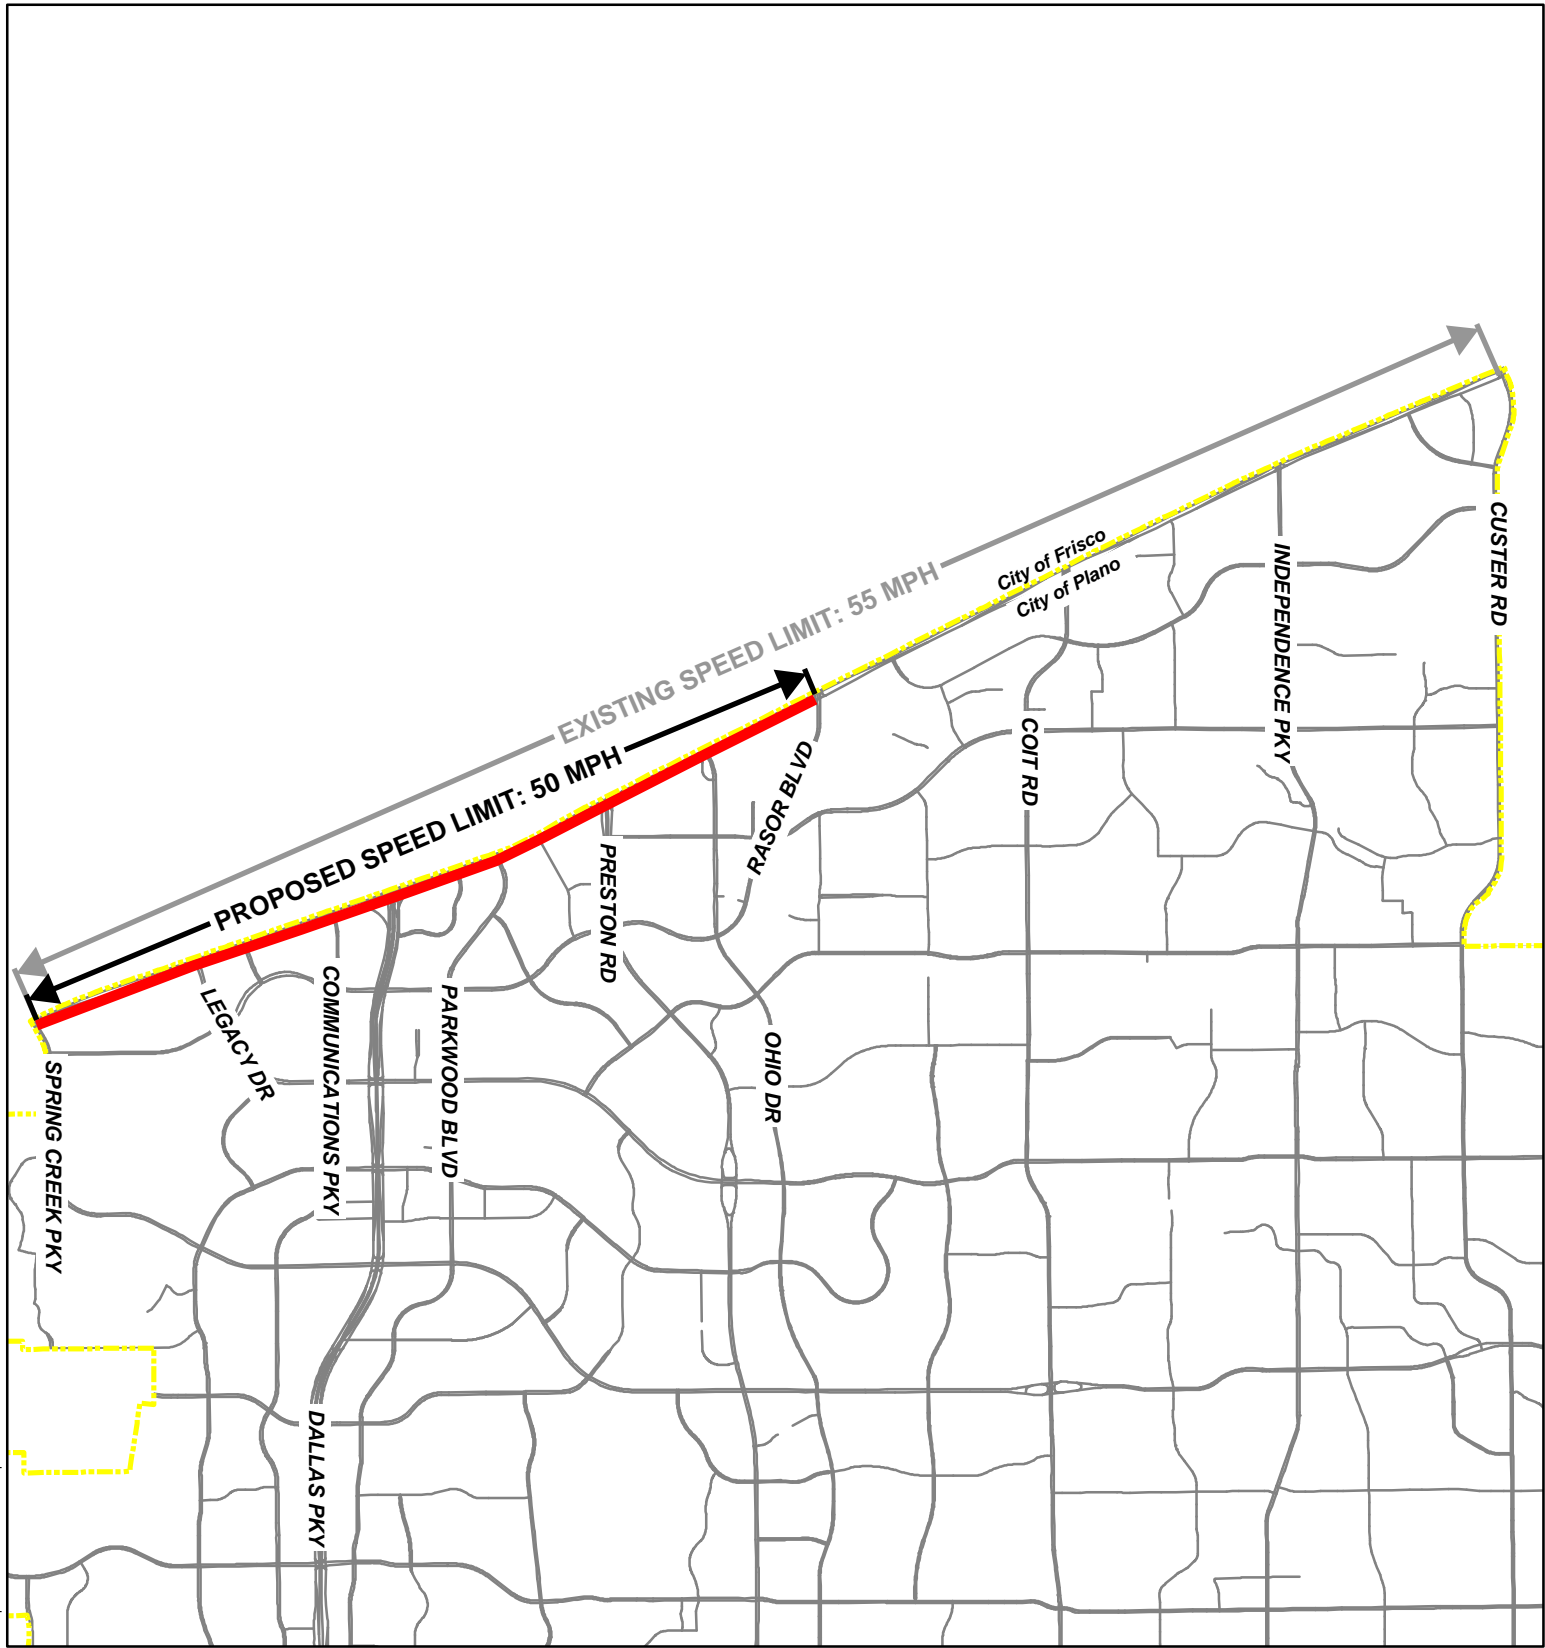 City of Frisco
City of Plano
CUSTER RD
INDEPENDENCE PKY
EXISTING SPEED LIMIT: 55 MPH
PROPOSED SPEED LIMIT: 50 MPH
COIT RD
RASOR BLVD
PRESTON RD
COMMUNICATIONS PKY
PARKWOOD BLVD
LEGACY DR
OHIO DR
SPRING CREEK PKY
DALLAS PKY